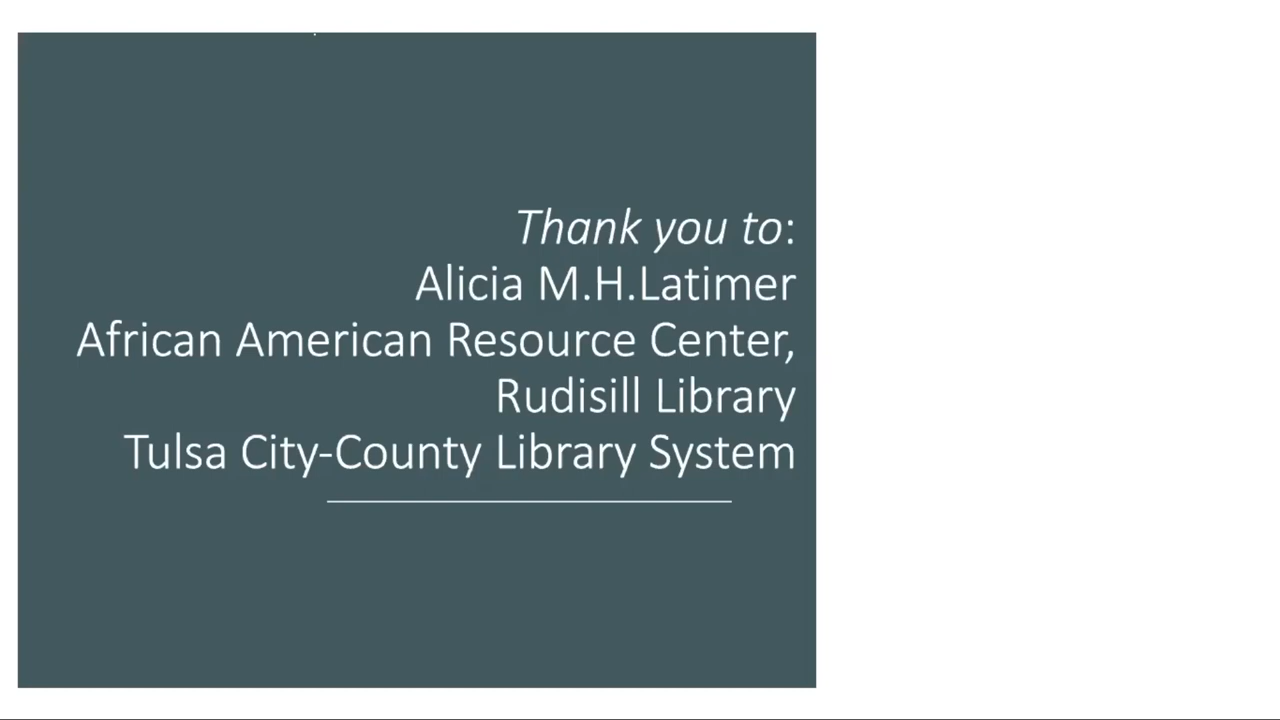 Thank you to:
Alicia M.H.Latimer
African American Resource Center,
Rudisill Library
Tulsa City-County Library System